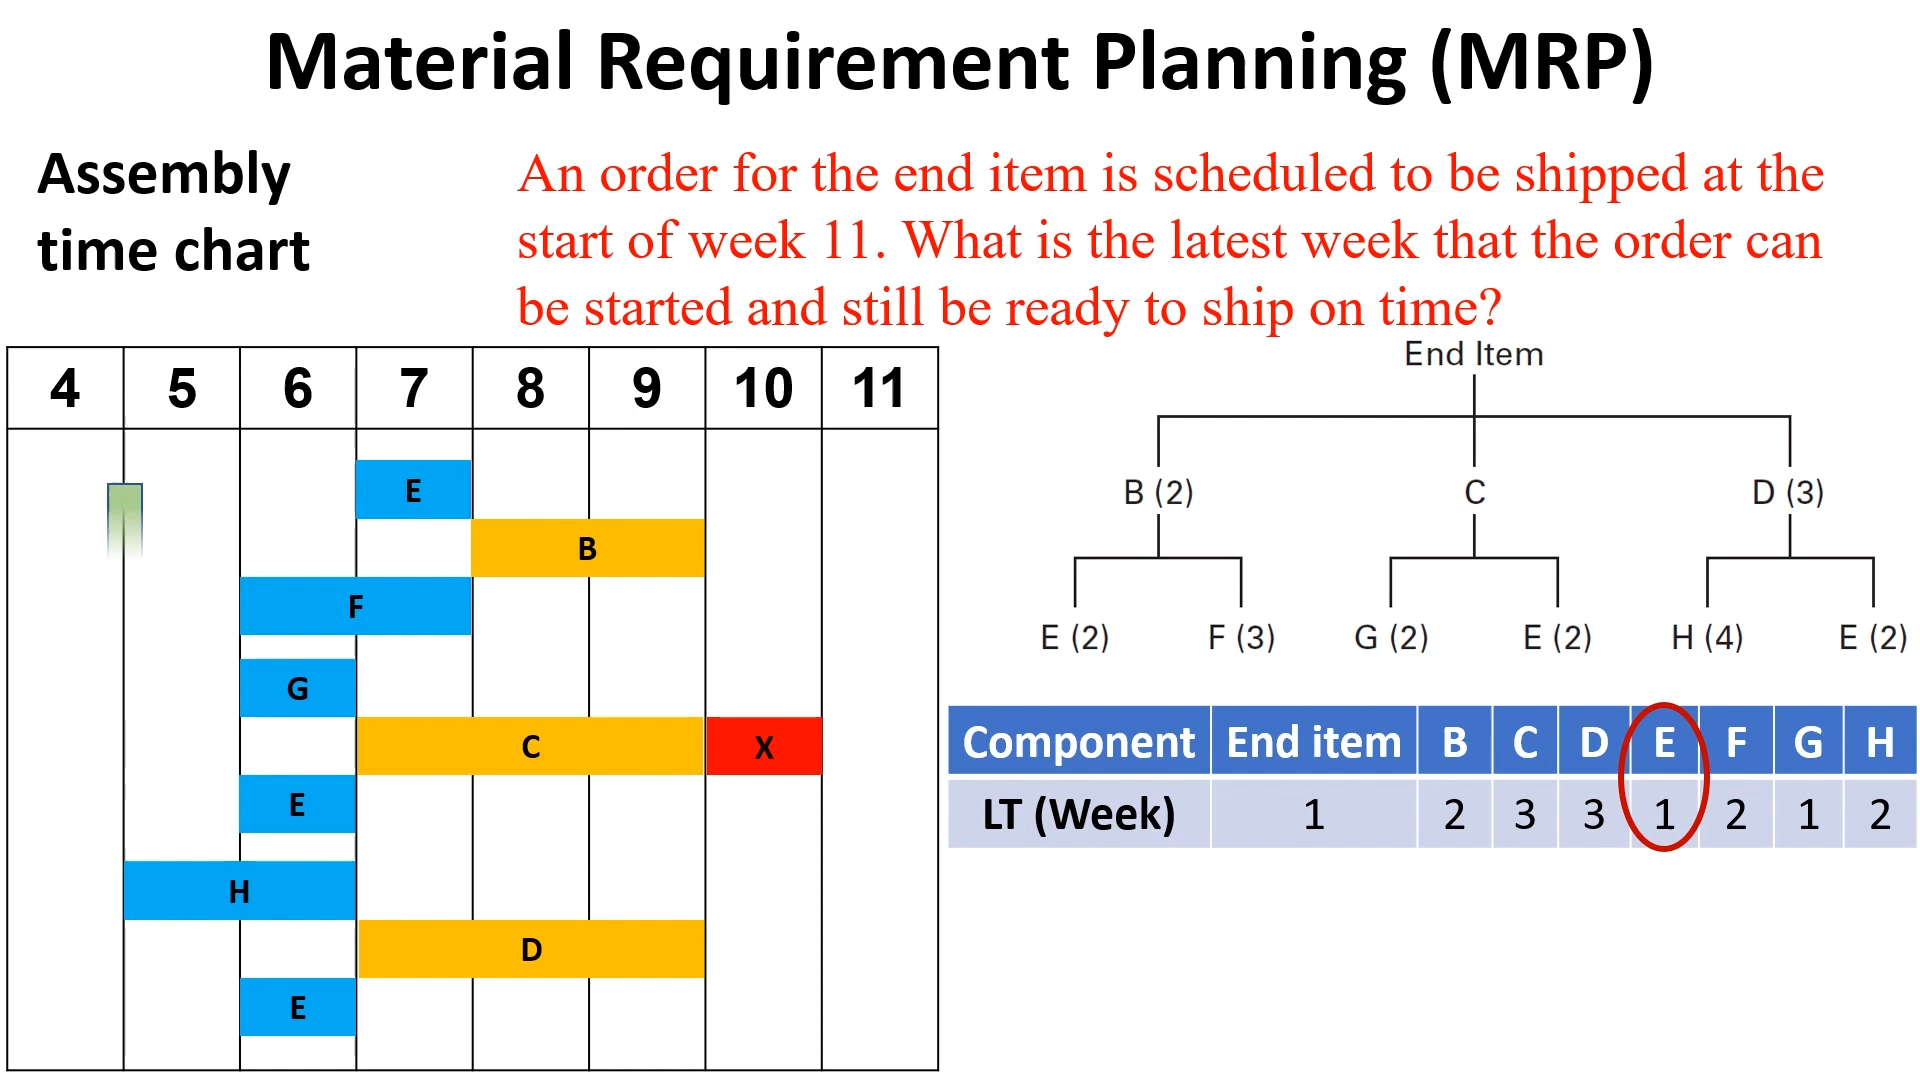 Material Requirement Planning (MRP)
Assembly
time chart
An order for the end item is scheduled to be shipped at the
start of week 11. What is the latest week that the order can
be started and still be ready to ship on time?
4 5 6 7 8 9 10 11
E
B
F
G
C X
E
H
D
E
End Item
B (2) C D (3)
E (2) F (3) G (2) E (2) H (4) E (2)
Component End item B C D E F G H
LT (Week) 1 2 3 3 1 2 1 2